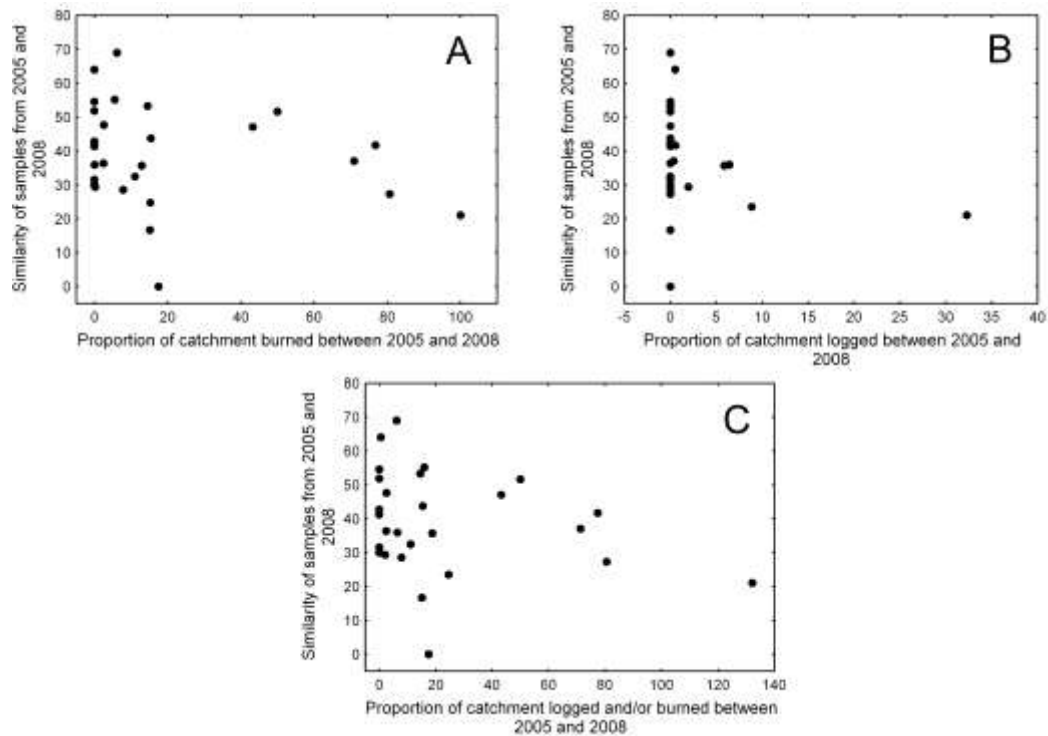 A
80
70
60
50
40
30
20
10
0
Similarity of samples from 2005 and
2008
0 20 40 60 80 100
Proportion of catchment burned between 2005 and 2008
B
80
70
60
50
40
30
20
10
0
Similarity of samples from 2005 and
2008
-5 0 5 10 15 20 25 30 35 40
Proportion of catchment logged between 2005 and
2008
C
80
70
60
50
40
30
20
10
0
Similarity of samples from 2005 and
2008
0 20 40 60 80 100 120 140
Proportion of catchment logged and/or burned between
2005 and 2008